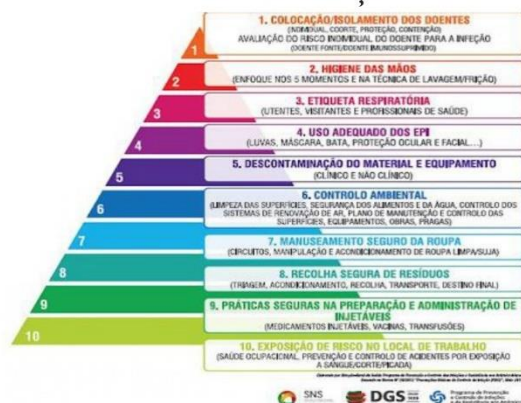 1
1. COLOCAÇÃO/ISOLAMENTO DOS DOENTES
(INDIVIDUAL, COORTE, PROTEÇÃO, CONTENÇÃO)
AVALIAÇÃO DO RISCO INDIVIDUAL DO DOENTE PARA A INFEÇÃO
(DOENTE FONTE/DOENTE IMUNOSSUPRIMIDO)
2
2. HIGIENE DAS MÃOS
(ENFOQUE NOS 5 MOMENTOS E NA TÉCNICA DE LAVAGEM/FRIÇÃO)
3
3. ETIQUETA RESPIRATÓRIA
(UTENTES, VISITANTES E PROFISSIONAIS DE SAÚDE)
4
4. USO ADEQUADO DOS EPI
(LUVAS, MÁSCARA, BATA, PROTEÇÃO OCULAR E FACIAL...)
5
5. DESCONTAMINAÇÃO DO MATERIAL E EQUIPAMENTO
(CLÍNICO E NÃO CLÍNICO)
6
6. CONTROLO AMBIENTAL
(LIMPEZA DAS SUPERFÍCIES, SEGURANÇA DOS ALIMENTOS E DA ÁGUA, CONTROLO DOS
SISTEMAS DE RENOVAÇÃO DE AR, PLANO DE MANUTENÇÃO E CONTROLO DAS
SUPERFÍCIES, EQUIPAMENTOS, OBRAS, PRAGAS)
7
7. MANUSEAMENTO SEGURO DA ROUPA
(CIRCUITOS, MANIPULAÇÃO E ACONDICIONAMENTO DE ROUPA LIMPA/SUJA)
8
8. RECOLHA SEGURA DE RESÍDUOS
(TRIAGEM, ACONDICIONAMENTO, RECOLHA, TRANSPORTE, DESTINO FINAL)
9
9. PRÁTICAS SEGURAS NA PREPARAÇÃO E ADMINISTRAÇÃO DE
INJETÁVEIS
(MEDICAMENTOS INJETÁVEIS, VACINAS, TRANSFUSÕES)
10
10. EXPOSIÇÃO DE RISCO NO LOCAL DE TRABALHO
(SAÚDE OCUPACIONAL, PREVENÇÃO E CONTROLO DE ACIDENTES POR EXPOSIÇÃO
A SANGUE/CORTE/PICADA)
SNS
DGS
Programa de Prevenção
e Controlo de Infeções